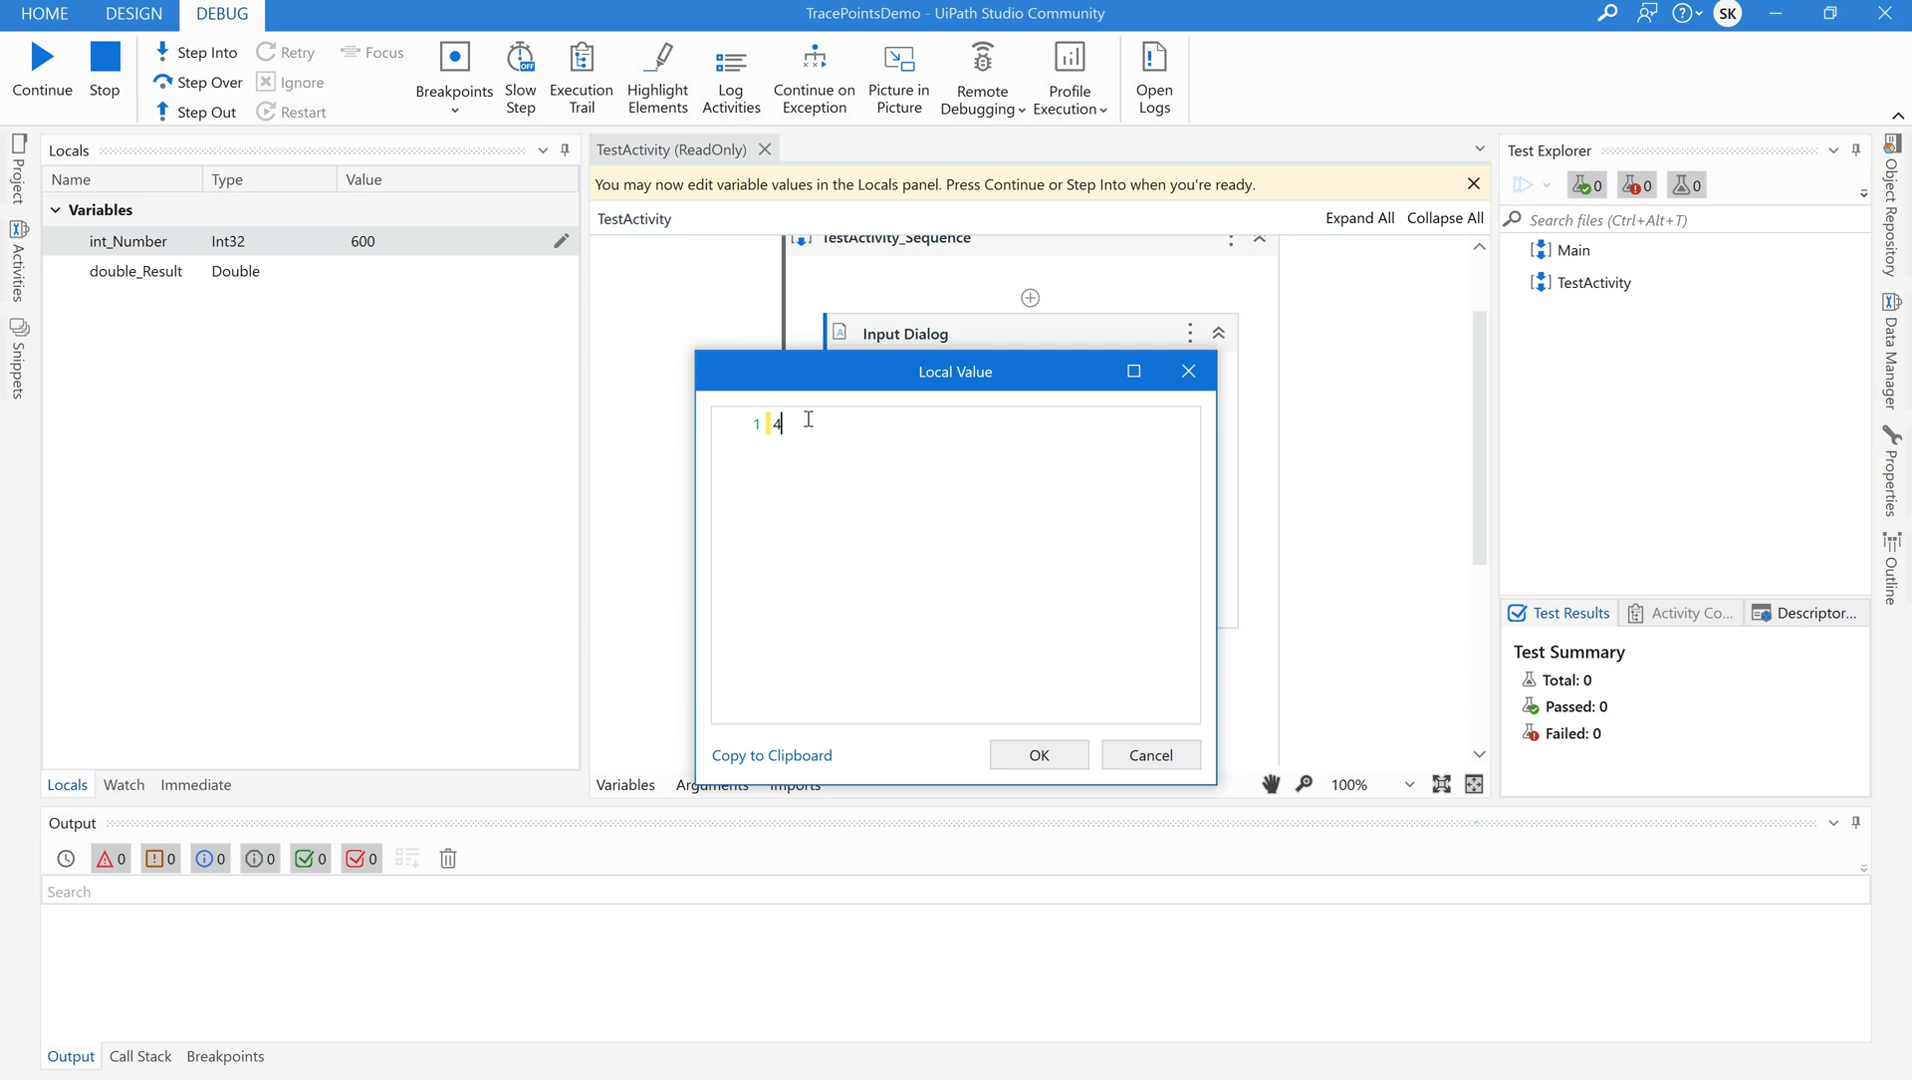 HOME DESIGN DEBUG TracePointsDemo - UiPath Studio Community SK
Continue Stop
Step Into Retry Focus
Step Over Ignore
Step Out Restart
Breakpoints
Slow
Step
Execution
Trail
Highlight
Elements
Log
Activities
Continue on
Exception
Picture in
Picture
Remote
Debugging
Profile
Execution
Open
Logs
OFF
Project
Activities
Snippets
Locals
Name Type Value
Variables
int_Number Int32 600
double_Result Double
Locals Watch Immediate
TestActivity (ReadOnly)
You may now edit variable values in the Locals panel. Press Continue or Step Into when you're ready.
TestActivity Expand All Collapse All
TestActivity_Sequence
Input Dialog
Local Value
1 4
Copy to Clipboard OK Cancel
Variables Arguments Imports 100%
Test Explorer
0 0 0
Search files (Ctrl+Alt+T)
Main
TestActivity
Test Results Activity Co... Descriptor...
Test Summary
Total: 0
Passed: 0
Failed: 0
Object Repository
Data Manager
Properties
Outline
Output
0 0 0 0 0 0
Search
Output Call Stack Breakpoints